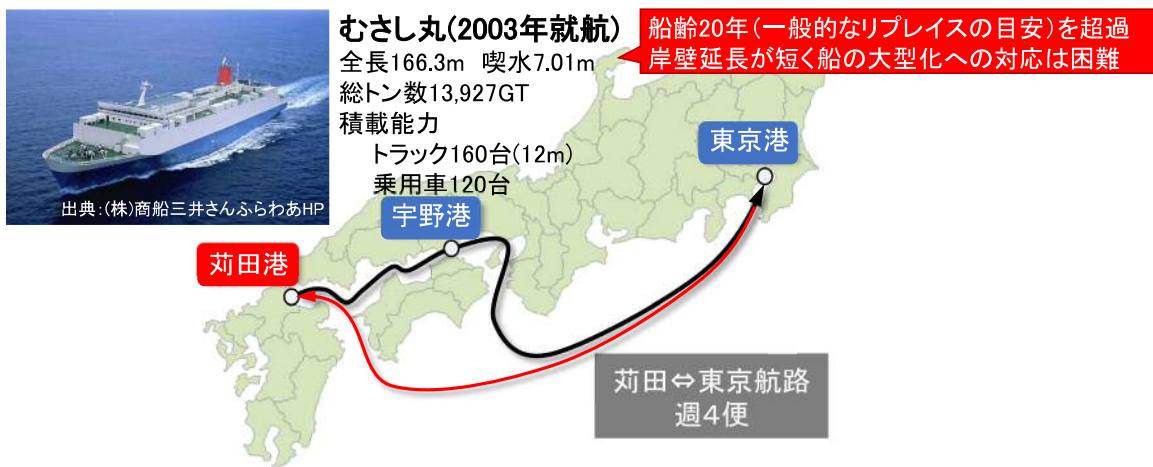 むさし丸(2003年就航)
全長166.3m 喫水7.01m
総トン数13,927GT
積載能力
トラック160台(12m)
乗用車120台
船齢20年(一般的なリプレイスの目安)を超過
岸壁延長が短く船の大型化への対応は困難
出典:(株)商船三井さんふらわあHP
東京港
宇野港
苅田港
苅田⇔東京航路
週4便